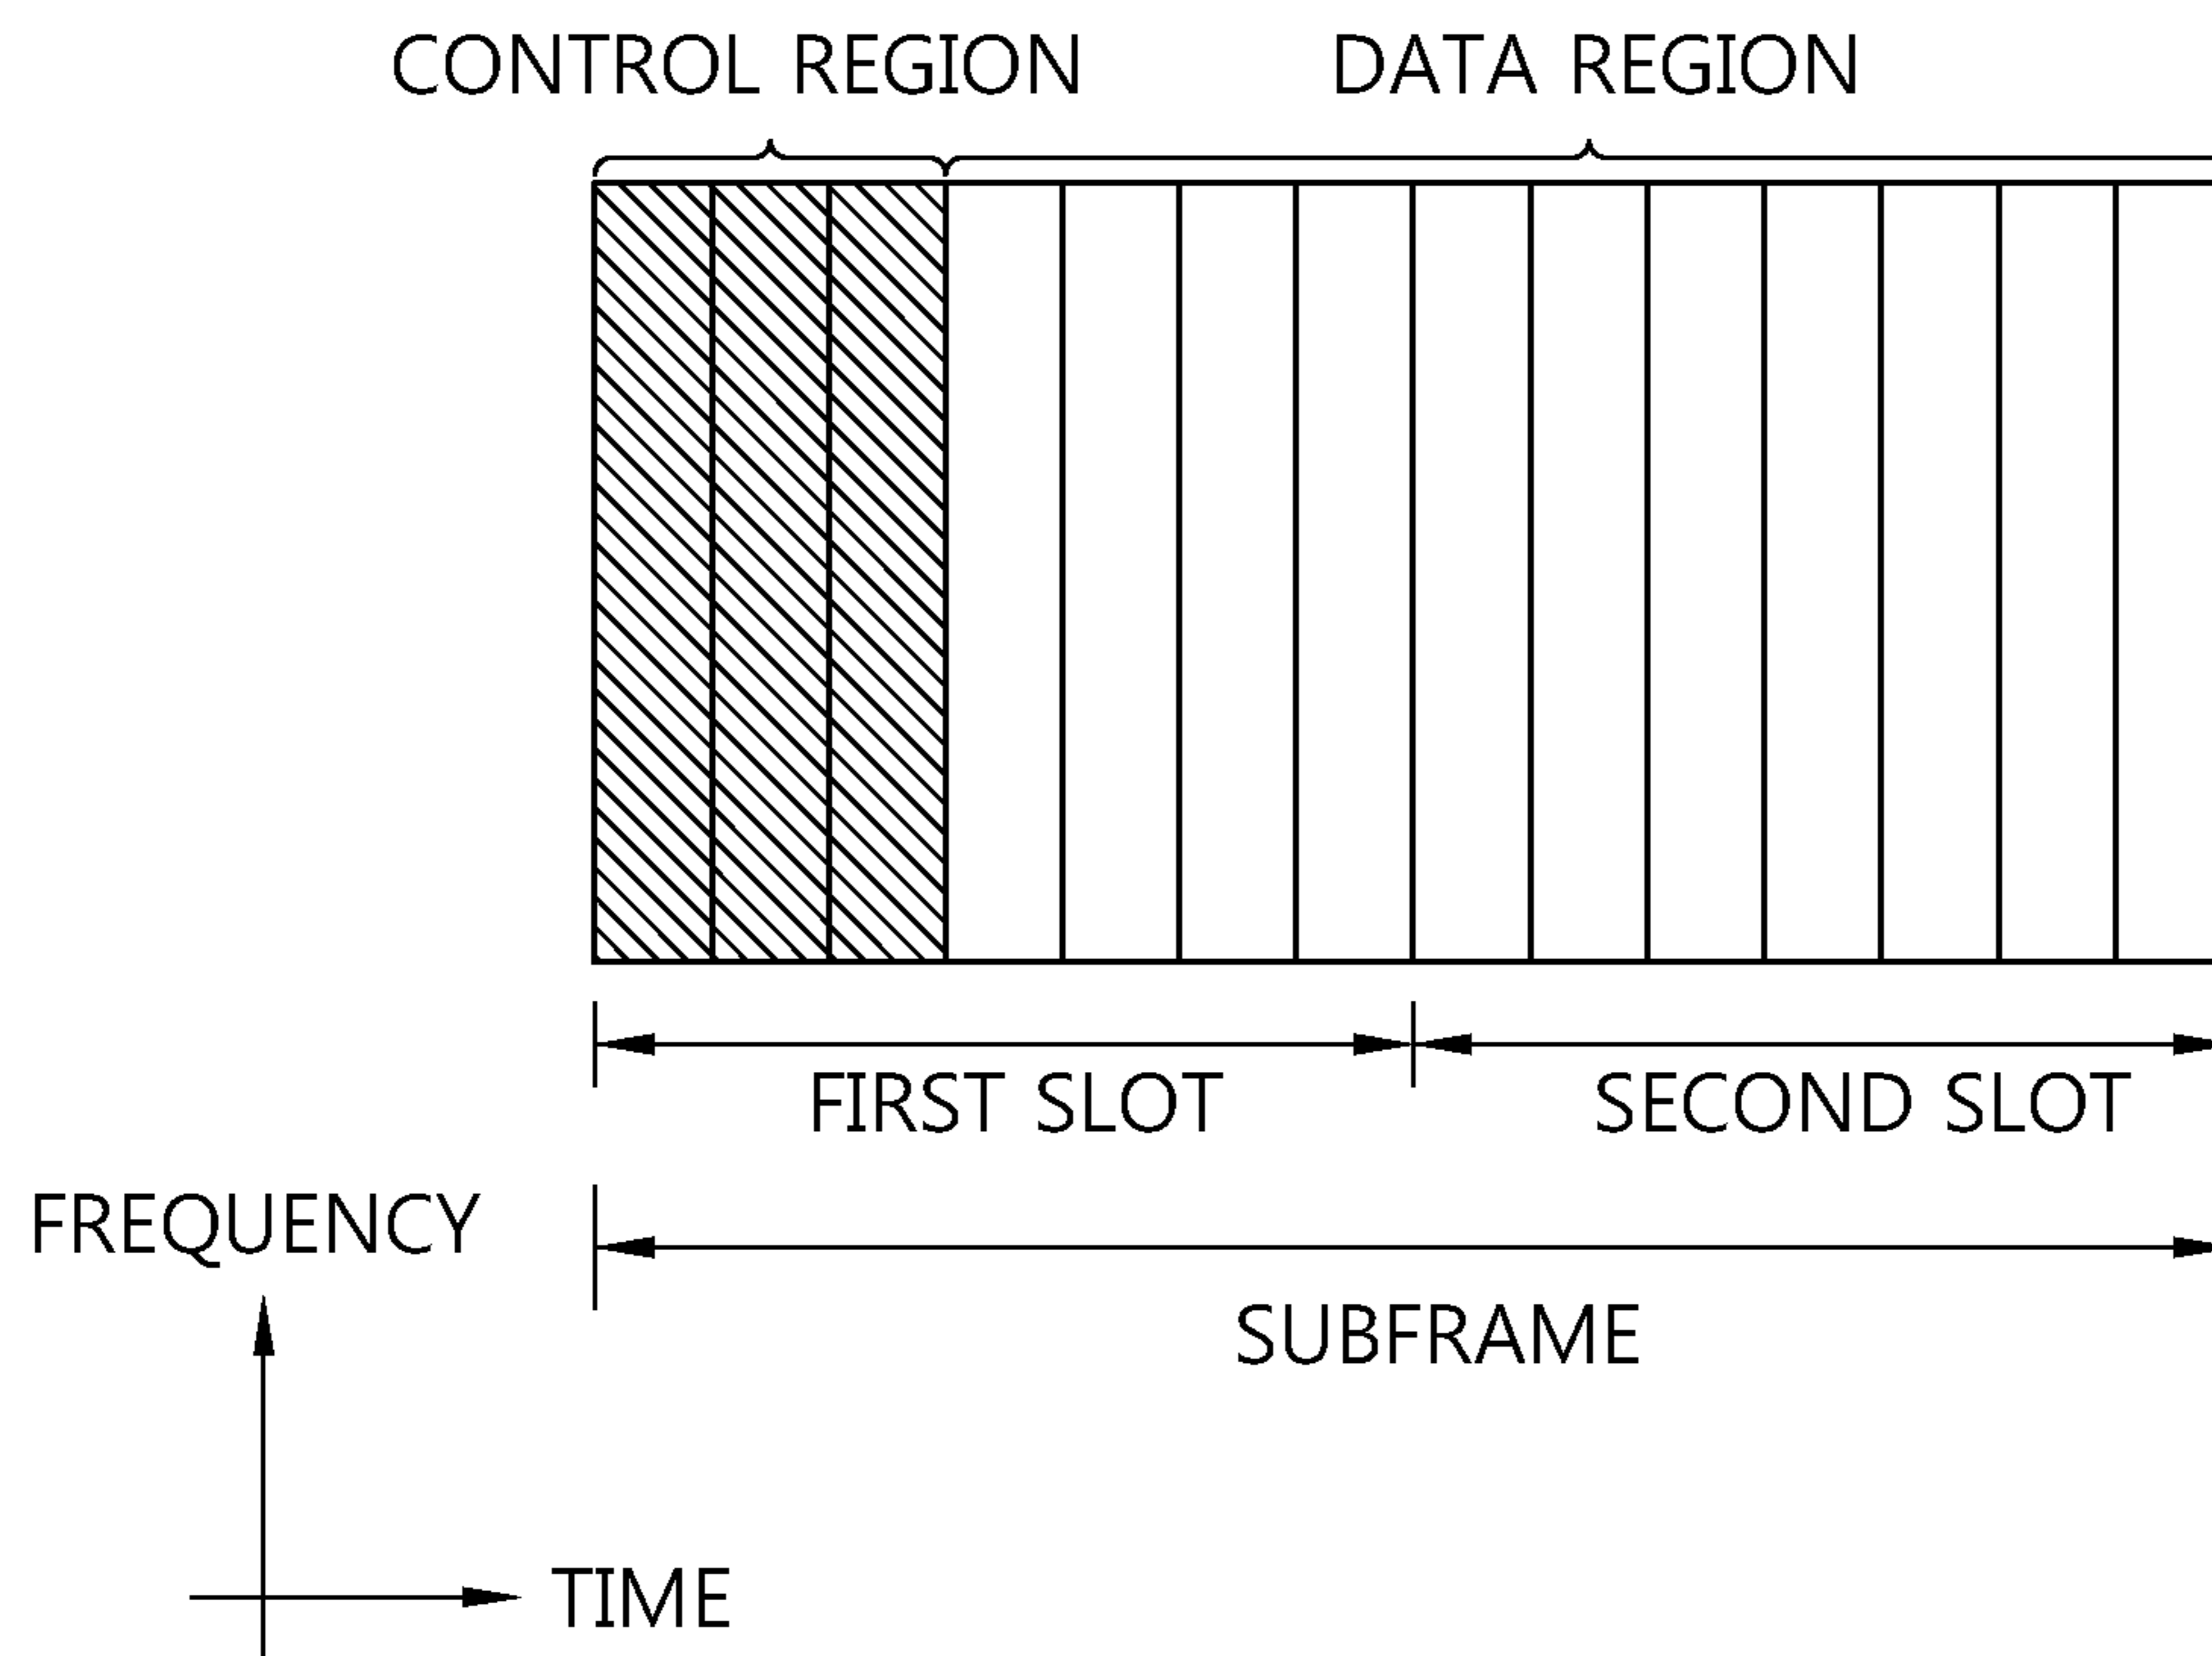 CONTROL REGION
DATA REGION
FIRST SLOT
SECOND SLOT
FREQUENCY
SUBFRAME
TIME